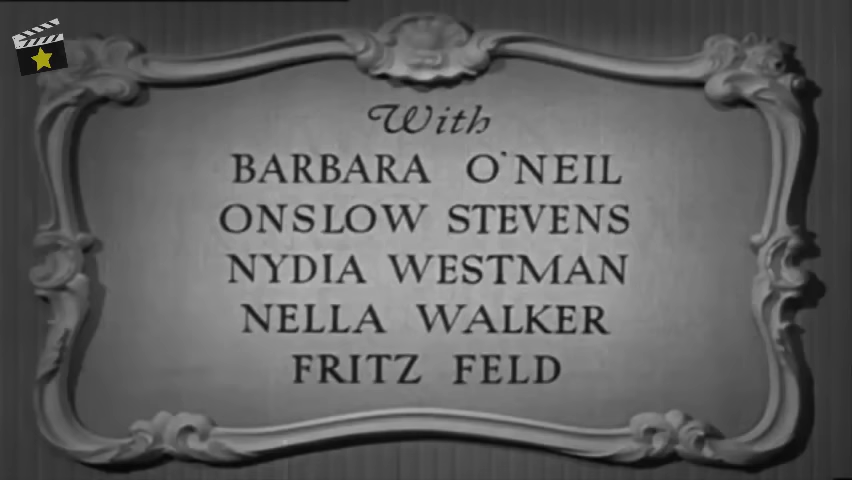 With
BARBARA O'NEIL
ONSLOW STEVENS
NYDIA WESTMAN
NELLA WALKER
FRITZ FELD